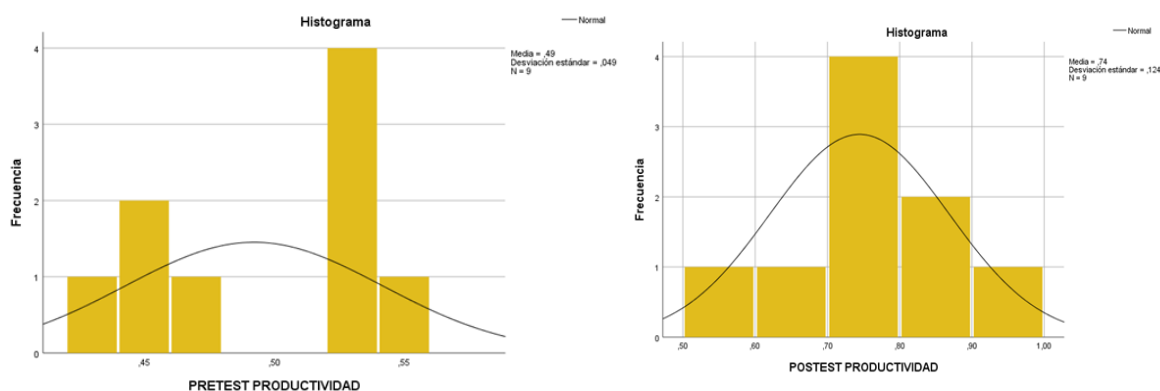 Histograma
Normal
Media = ,49
Desviación estándar = ,049
N = 9
Frecuencia
4
3
2
1
0
,45
,50
,55
PRETEST PRODUCTIVIDAD
Histograma
Normal
Media = ,74
Desviación estándar = ,124
N = 9
Frecuencia
4
3
2
1
0
,50
,60
,70
,80
,90
1,00
POSTEST PRODUCTIVIDAD